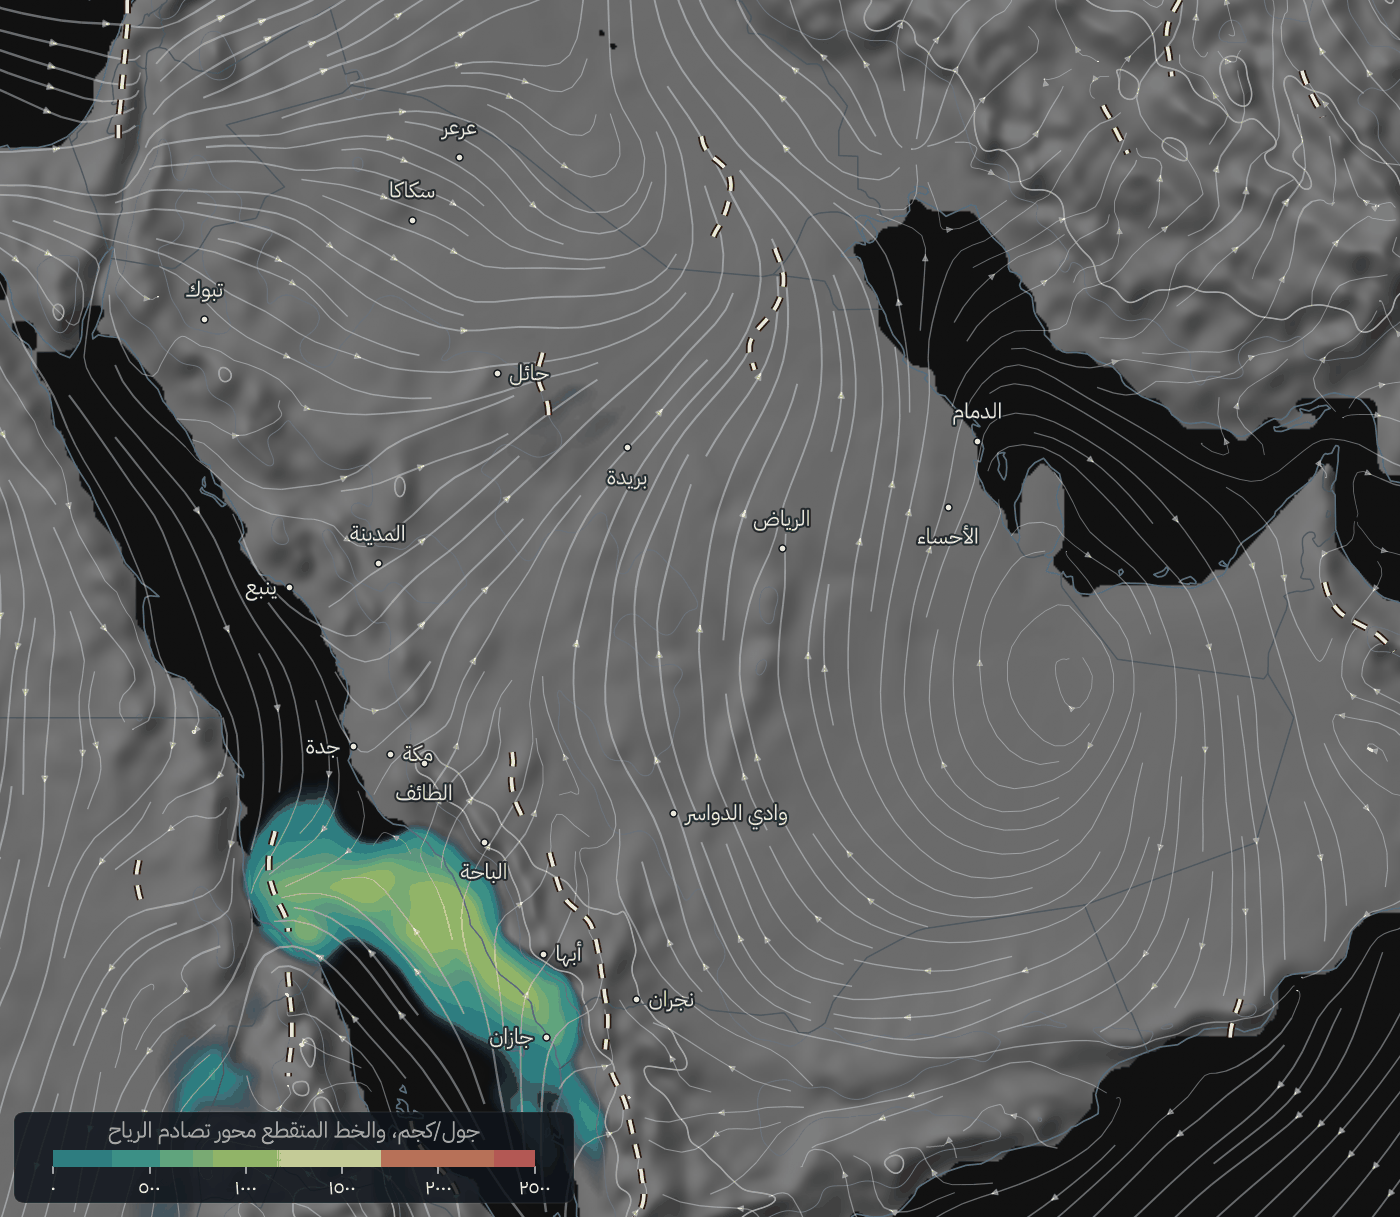 عرعر
سكاكا
تبوك
حائل
الدمام
بريدة
الرياض
الأحساء
المدينة
ينبع
جدة
مكة
الطائف
وادي الدواسر
الباحة
أبها
نجران
جازان
جول/كجم، والخط المتقطع محور تصادم الرياح
٠ ٥٠٠ ١٠٠٠ ١٥٠٠ ٢٠٠٠ ٢٥٠٠